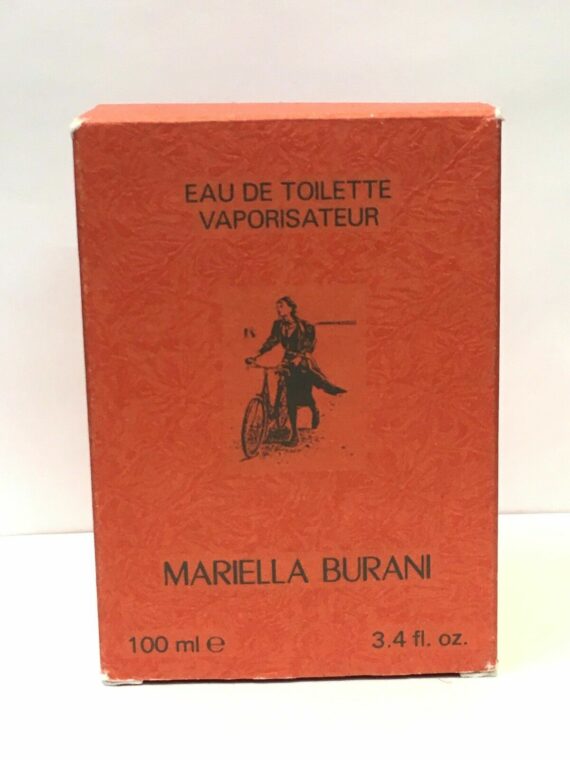 EAU DE TOILETTE
VAPORISATEUR
MARIELLA BURANI
100 ml ℮ 3.4 fl. oz.